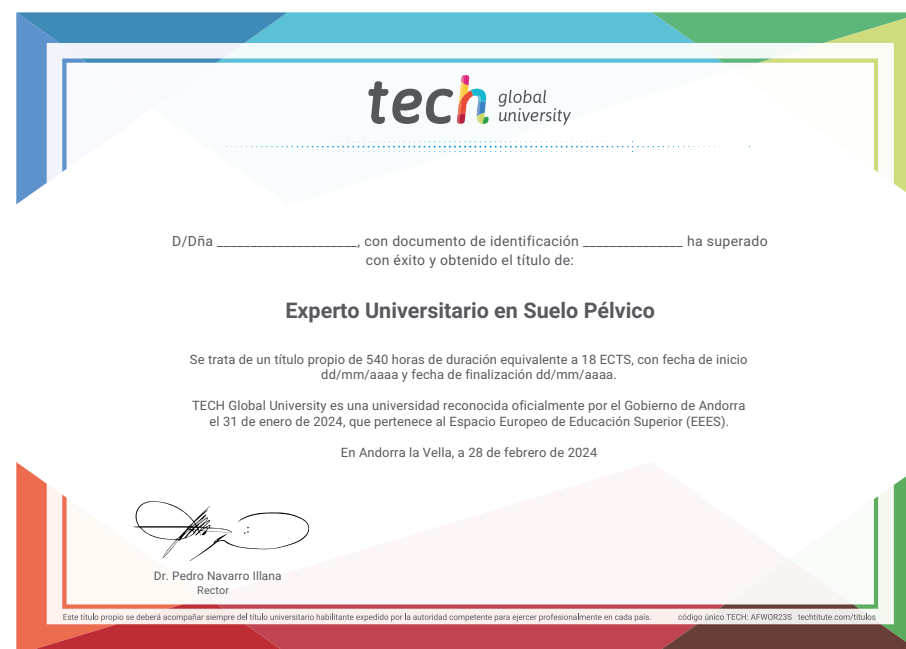 tech global university
D/Dña _____________________, con documento de identificación _______________ ha superado
con éxito y obtenido el título de:
Experto Universitario en Suelo Pélvico
Se trata de un título propio de 540 horas de duración equivalente a 18 ECTS, con fecha de inicio
dd/mm/aaaa y fecha de finalización dd/mm/aaaa.
TECH Global University es una universidad reconocida oficialmente por el Gobierno de Andorra
el 31 de enero de 2024, que pertenece al Espacio Europeo de Educación Superior (EEES).
En Andorra la Vella, a 28 de febrero de 2024
Dr. Pedro Navarro Illana
Rector
Este título propio se deberá acompañar siempre del título universitario habilitante expedido por la autoridad competente para ejercer profesionalmente en cada país. código único TECH: AFWOR23S techtitute.com/titulos